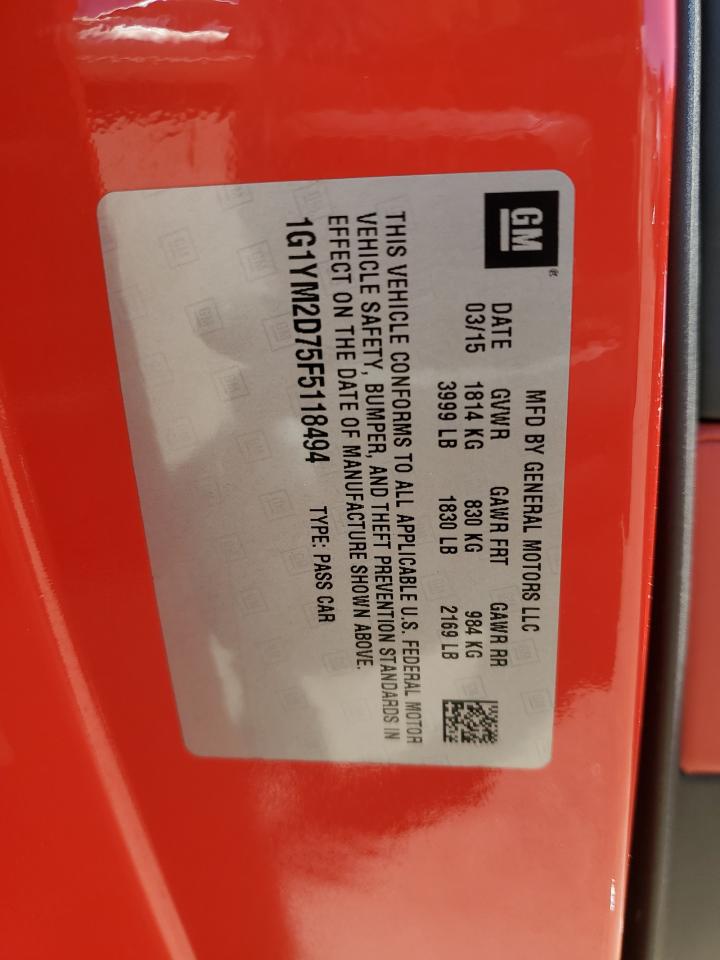 GM
®
MFD BY GENERAL MOTORS LLC
DATE GVWR GAWR FRT GAWR RR
03/15 1814 KG 830 KG 984 KG
3999 LB 1830 LB 2169 LB
THIS VEHICLE CONFORMS TO ALL APPLICABLE U.S. FEDERAL MOTOR
VEHICLE SAFETY, BUMPER, AND THEFT PREVENTION STANDARDS IN
EFFECT ON THE DATE OF MANUFACTURE SHOWN ABOVE.
1G1YM2D75F5118494 TYPE: PASS CAR